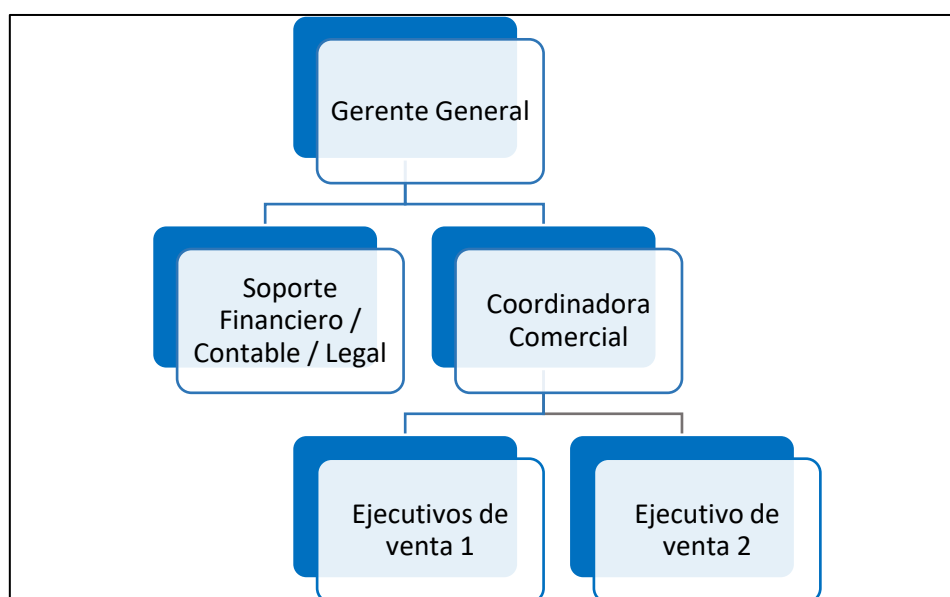 Gerente General
Soporte
Financiero /
Contable / Legal
Coordinadora
Comercial
Ejecutivos de
venta 1
Ejecutivo de
venta 2